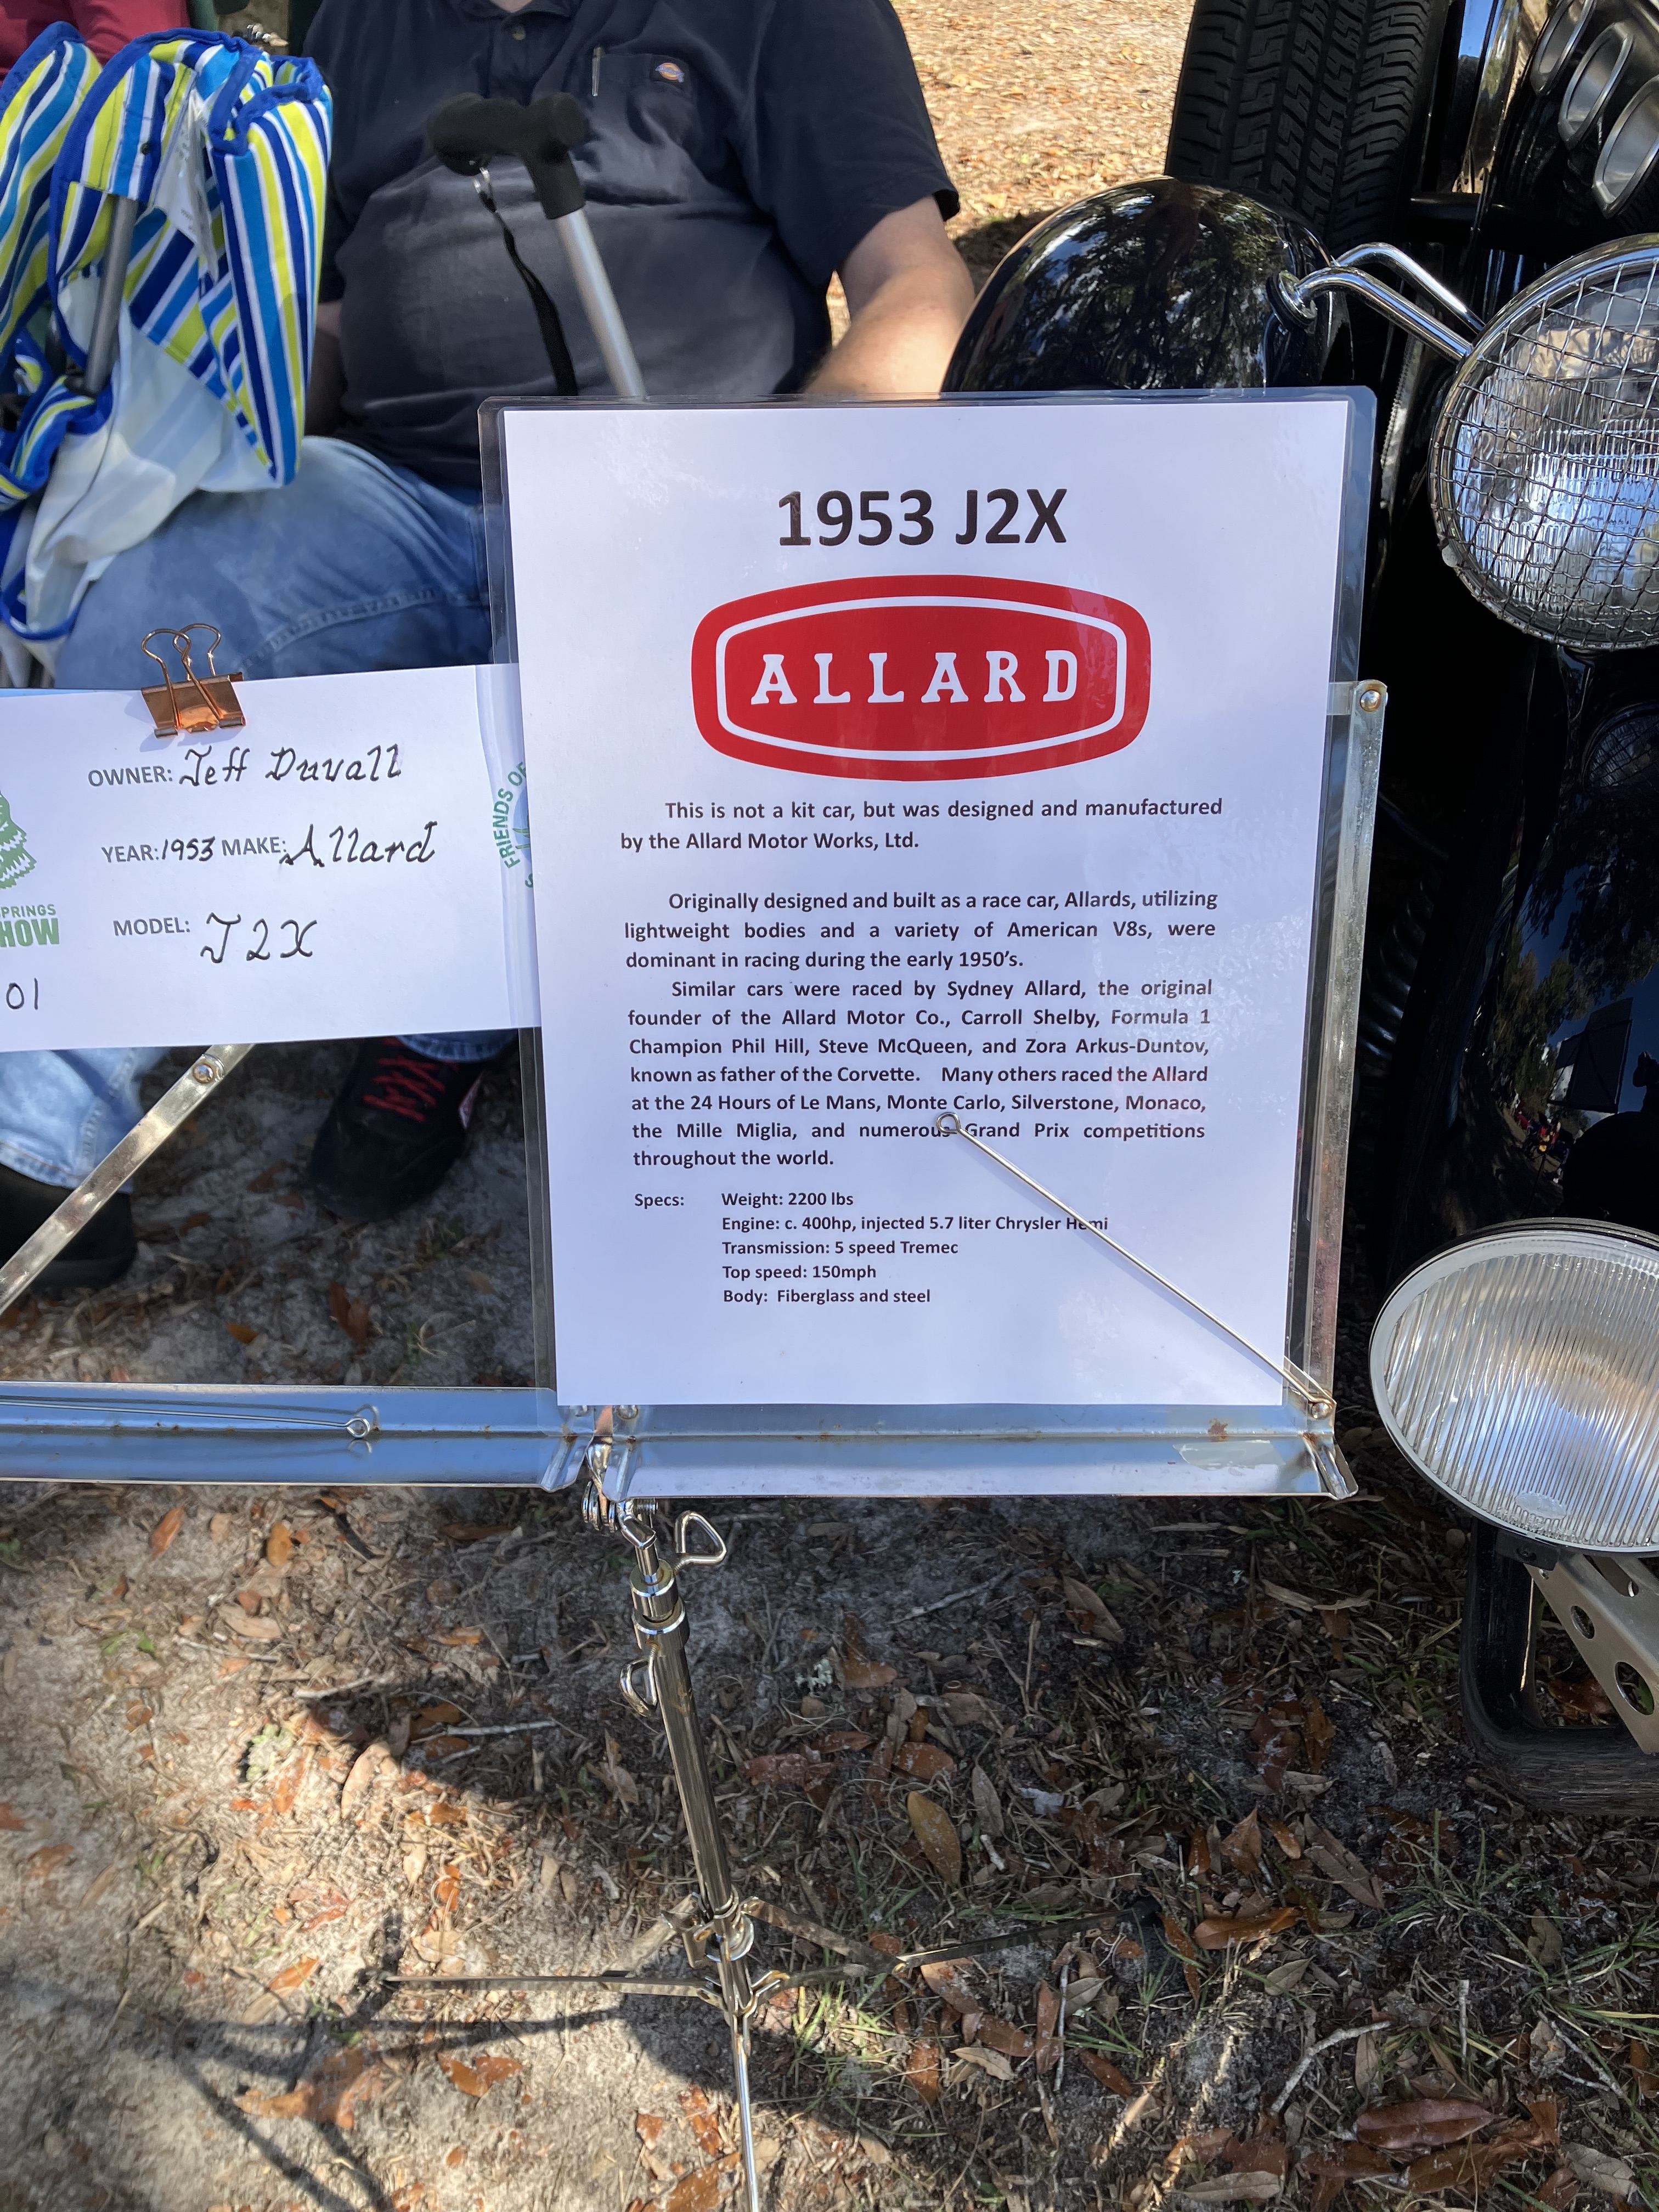 1953 J2X
ALLARD
This is not a kit car, but was designed and manufactured
by the Allard Motor Works, Ltd.
Originally designed and built as a race car, Allards, utilizing
lightweight bodies and a variety of American V8s, were
dominant in racing during the early 1950's.
Similar cars were raced by Sydney Allard, the original
founder of the Allard Motor Co., Carroll Shelby, Formula 1
Champion Phil Hill, Steve McQueen, and Zora Arkus-Duntov,
known as father of the Corvette. Many others raced the Allard
at the 24 Hours of Le Mans, Monte Carlo, Silverstone, Monaco,
the Mille Miglia, and numerous Grand Prix competitions
throughout the world.
Specs: Weight: 2200 lbs
Engine: c. 400hp, injected 5.7 liter Chrysler Hemi
Transmission: 5 speed Tremec
Top speed: 150mph
Body: Fiberglass and steel
OWNER: Jeff Duvall
YEAR: 1953 MAKE: Allard
MODEL: J2X
PRINGS
HOW
01
FRIENDS OF